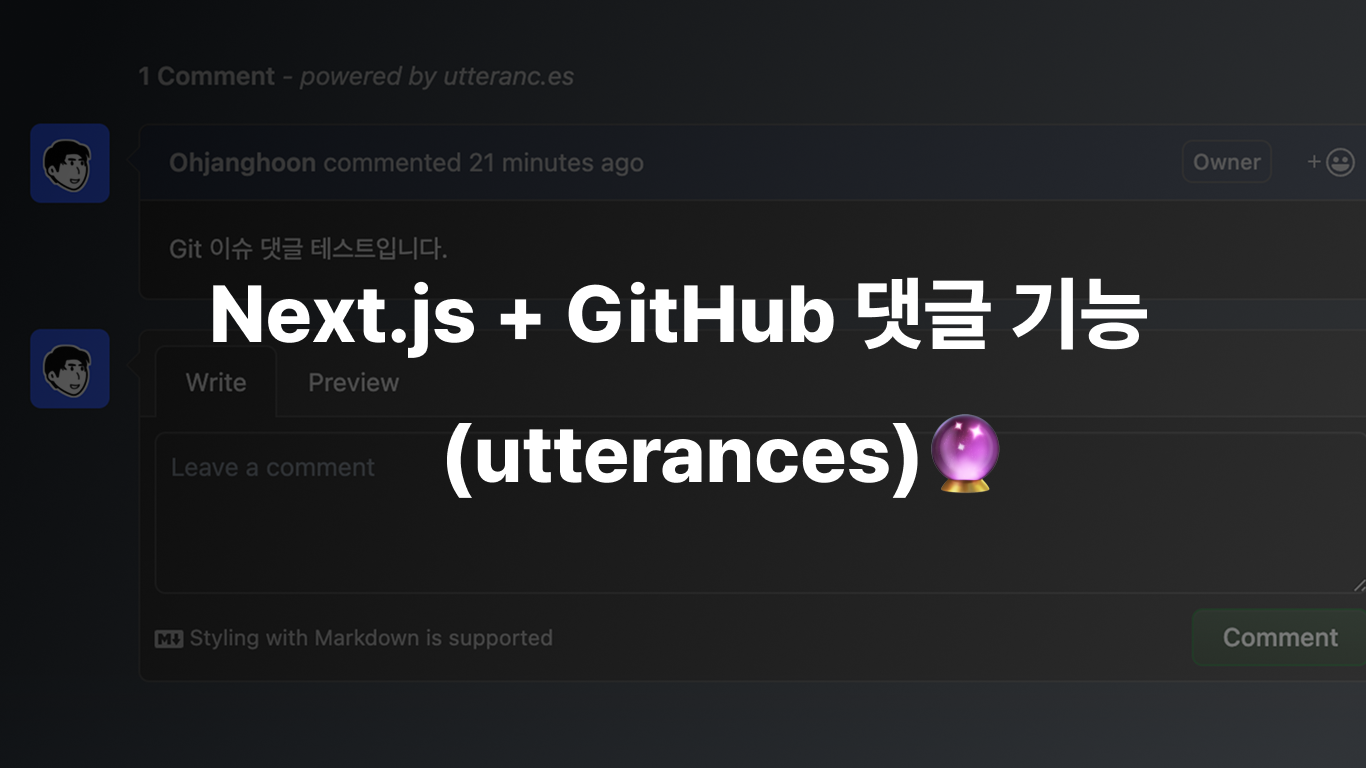 1 Comment - powered by utteranc.es
Ohjanghoon commented 21 minutes ago
Owner
Git 이슈 댓글 테스트입니다.
Next.js + GitHub 댓글 기능
Write Preview
(utterances)🔮
Leave a comment
M↓ Styling with Markdown is supported
Comment